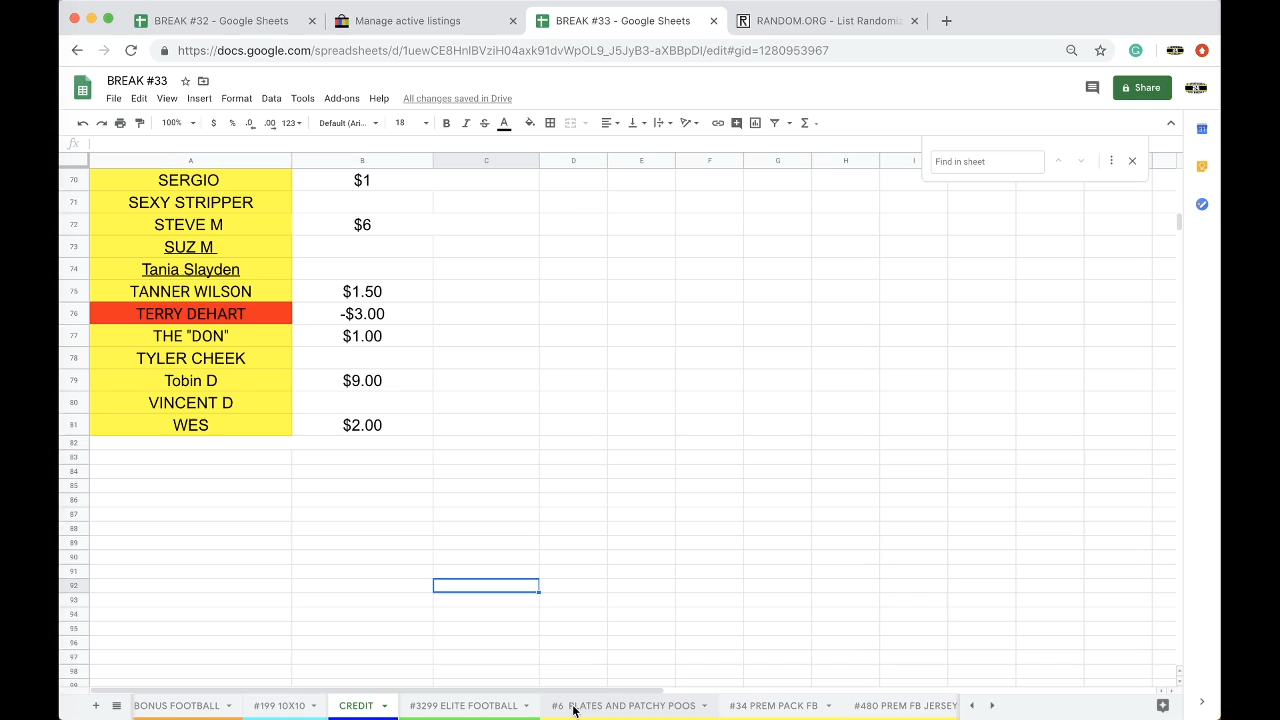 BREAK #32 - Google Sheets
Manage active listings
BREAK #33 - Google Sheets
RANDOM.ORG - List Randomiz
https://docs.google.com/spreadsheets/d/1uewCE8HnIBVziH04axk91dvWpOL9_J5JyB3-aXBBpDI/edit#gid=1280953967
BREAK #33
File Edit View Insert Format Data Tools Add-ons Help All changes saved in Drive
Share
100% $ % .0 .00 123 Default (Ari... 18 B I S A
fx
Find in sheet
A B C D E F G H I
70 SERGIO $1
71 SEXY STRIPPER
72 STEVE M $6
73 SUZ M
74 Tania Slayden
75 TANNER WILSON $1.50
76 TERRY DEHART -$3.00
77 THE "DON" $1.00
78 TYLER CHEEK
79 Tobin D $9.00
80 VINCENT D
81 WES $2.00
82
83
84
85
86
87
88
89
90
91
92
93
94
95
96
97
98
99
BONUS FOOTBALL #199 10X10 CREDIT #3299 ELITE FOOTBALL #6 PLATES AND PATCHY POOS #34 PREM PACK FB #480 PREM FB JERSEY